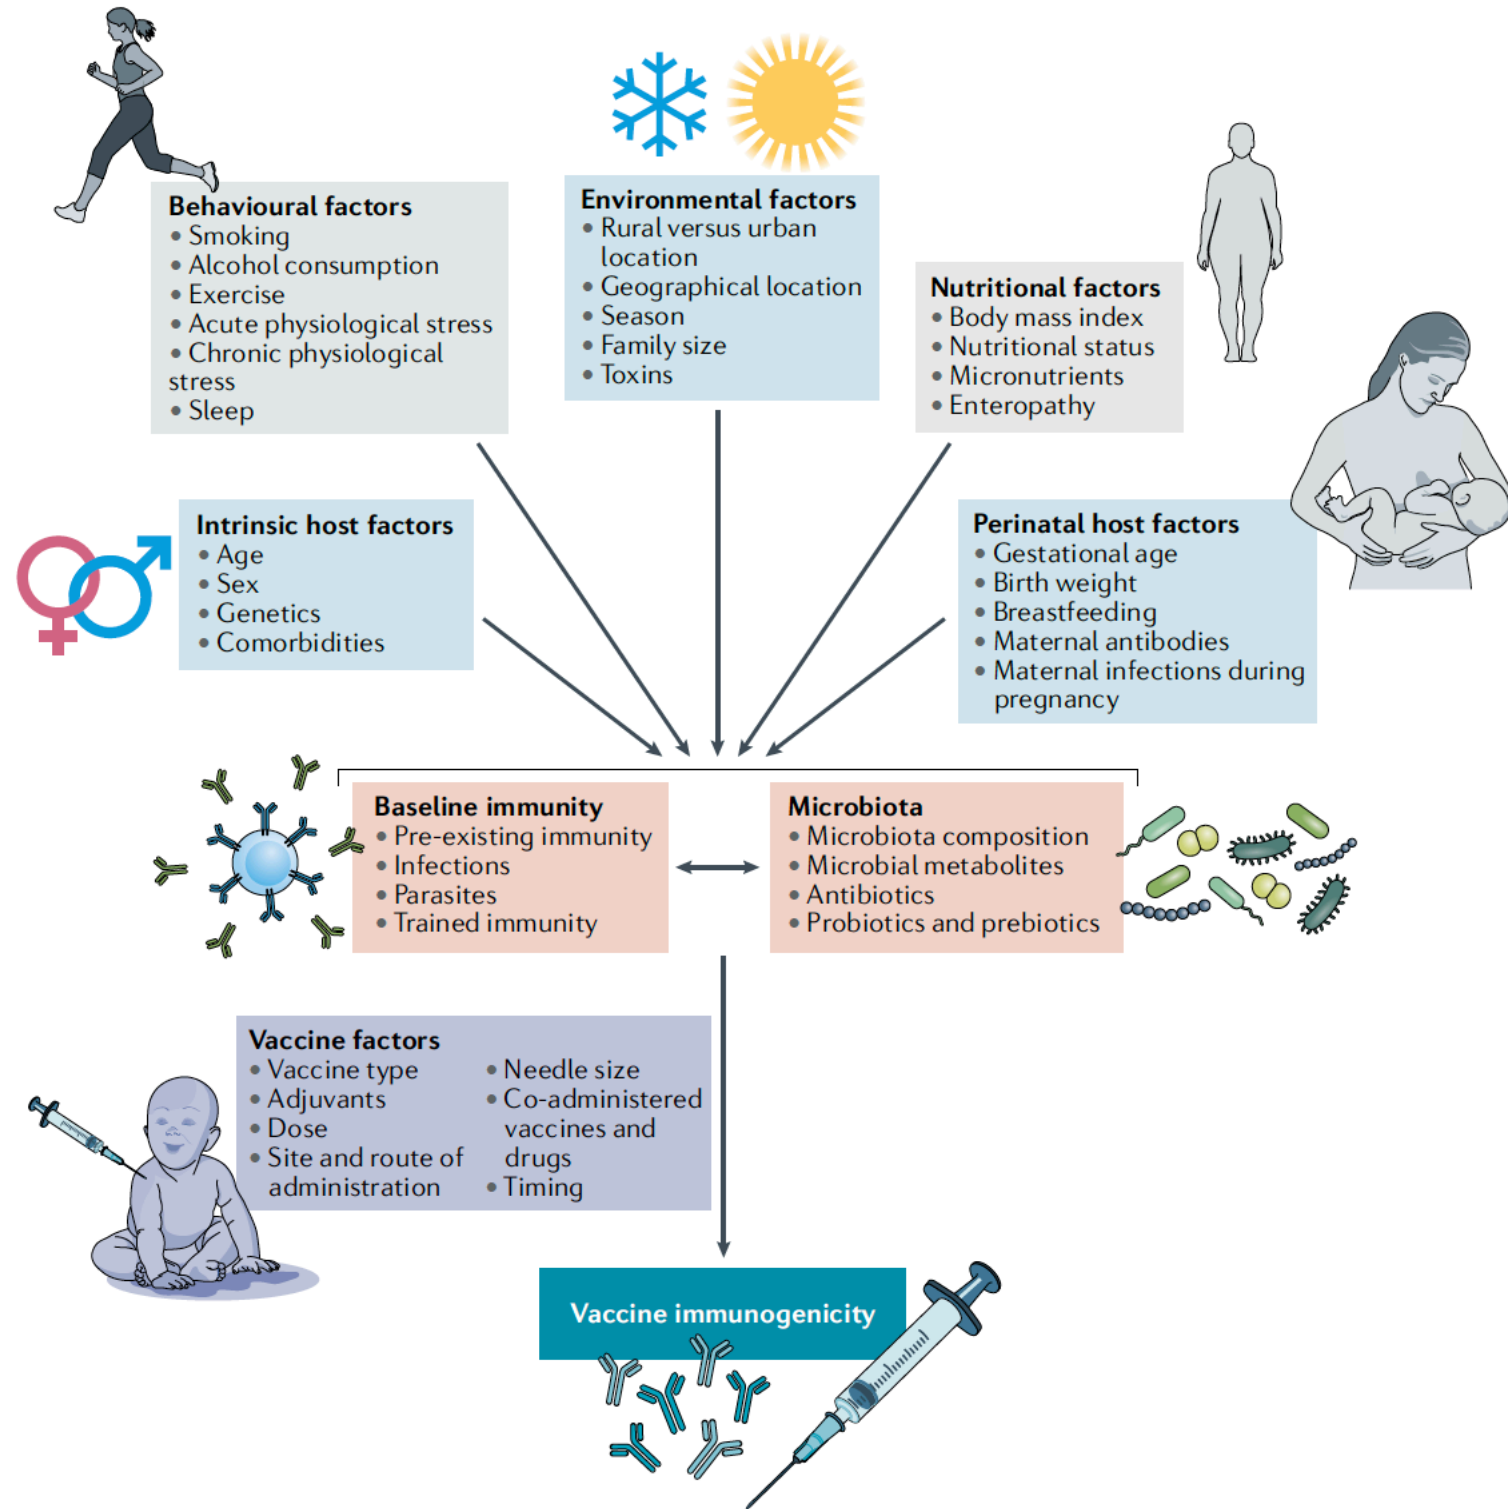 Behavioural factors
• Smoking
• Alcohol consumption
• Exercise
• Acute physiological stress
• Chronic physiological
stress
• Sleep
Environmental factors
• Rural versus urban
location
• Geographical location
• Season
• Family size
• Toxins
Nutritional factors
• Body mass index
• Nutritional status
• Micronutrients
• Enteropathy
Intrinsic host factors
• Age
• Sex
• Genetics
• Comorbidities
Perinatal host factors
• Gestational age
• Birth weight
• Breastfeeding
• Maternal antibodies
• Maternal infections during
pregnancy
Baseline immunity
• Pre-existing immunity
• Infections
• Parasites
• Trained immunity
Microbiota
• Microbiota composition
• Microbial metabolites
• Antibiotics
• Probiotics and prebiotics
Vaccine factors
• Vaccine type
• Adjuvants
• Dose
• Site and route of
administration
• Needle size
• Co-administered
vaccines and
drugs
• Timing
Vaccine immunogenicity